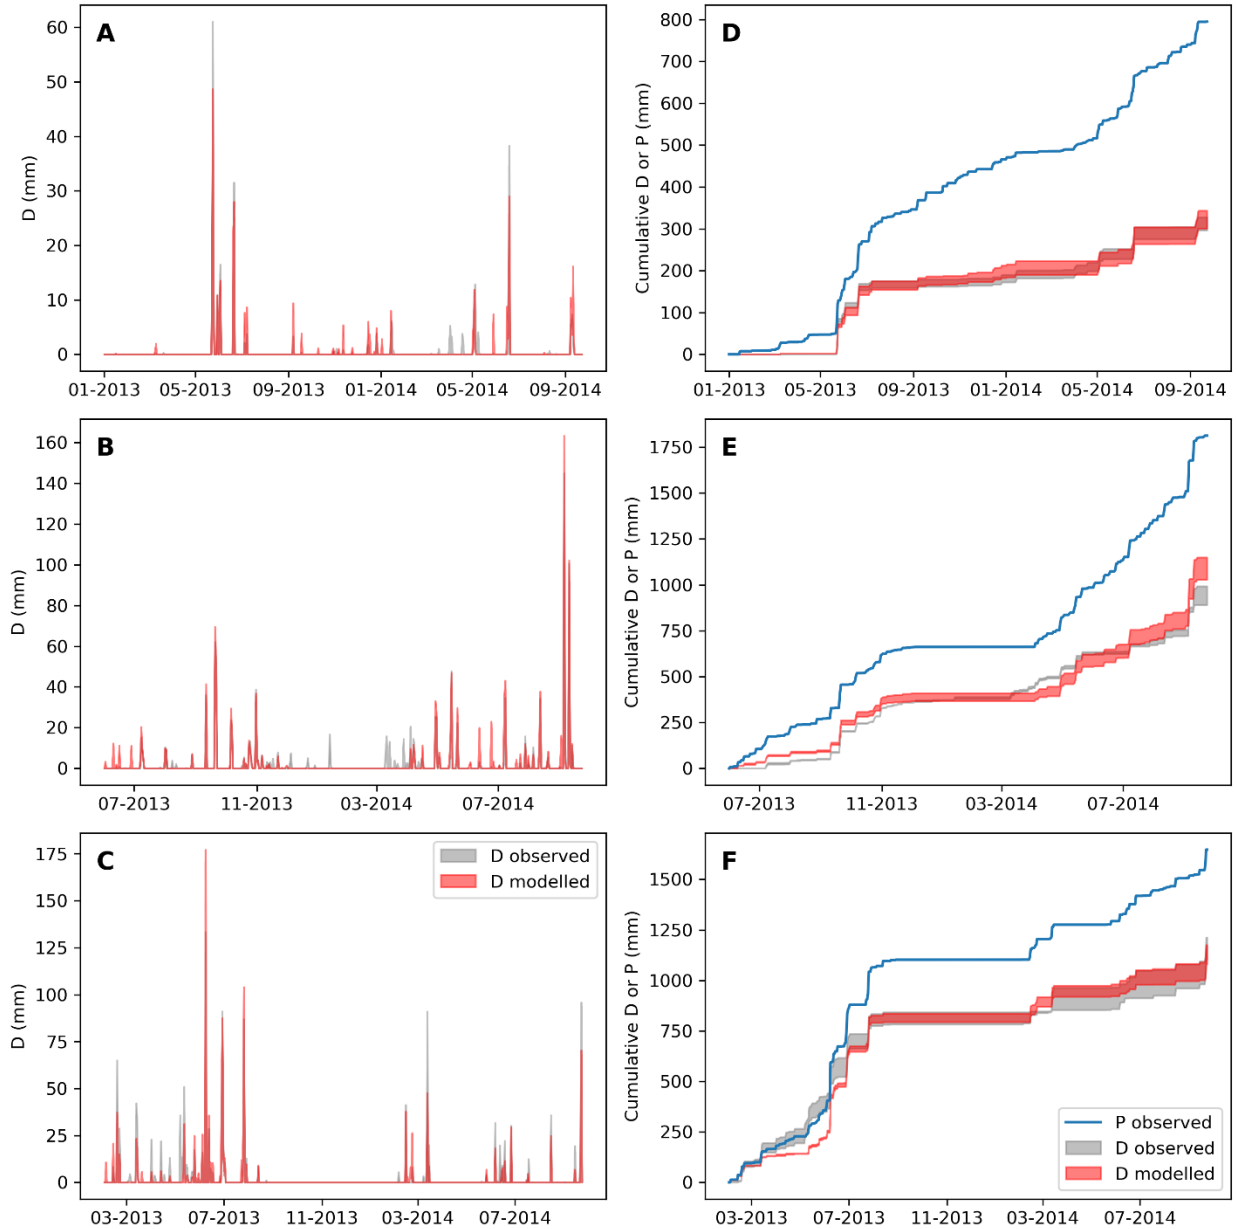 A
D (mm)
60
50
40
30
20
10
0
01-2013 05-2013 09-2013 01-2014 05-2014 09-2014
D
Cumulative D or P (mm)
800
700
600
500
400
300
200
100
0
01-2013 05-2013 09-2013 01-2014 05-2014 09-2014
B
D (mm)
160
140
120
100
80
60
40
20
0
07-2013 11-2013 03-2014 07-2014
E
Cumulative D or P (mm)
1750
1500
1250
1000
750
500
250
0
07-2013 11-2013 03-2014 07-2014
C
D (mm)
175
150
125
100
75
50
25
0
03-2013 07-2013 11-2013 03-2014 07-2014
D observed
D modelled
F
Cumulative D or P (mm)
1500
1250
1000
750
500
250
0
03-2013 07-2013 11-2013 03-2014 07-2014
P observed
D observed
D modelled